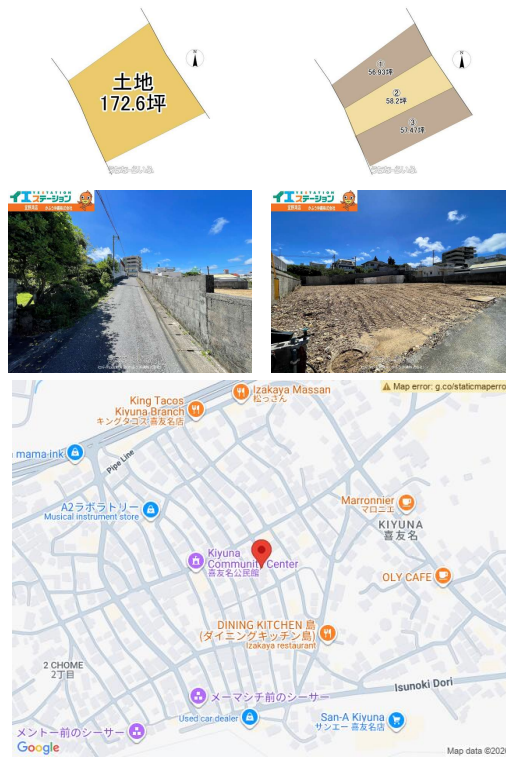 N
土地
172.6坪
N
①
56.93坪
②
58.2坪
③
57.47坪
イエステーション
イエステーション
Map error: g.co/staticmaperro
Izakaya Massan
松っさん
King Tacos
Kiyuna Branch
キングタコス 喜友名店
mama ink
Pipe Line
A2ラボラトリー
Musical instrument store
Marronnier
マロニエ
KIYUNA
喜友名
Kiyuna
Community Center
喜友名公民館
OLY CAFE
DINING KITCHEN 島
(ダイニングキッチン島)
Izakaya restaurant
2 CHOME
2丁目
メーマシチ前のシーサー
Isunoki Dori
Used car dealer
San-A Kiyuna
サンエー 喜友名店
メントー前のシーサー
Google
Map data ©2026